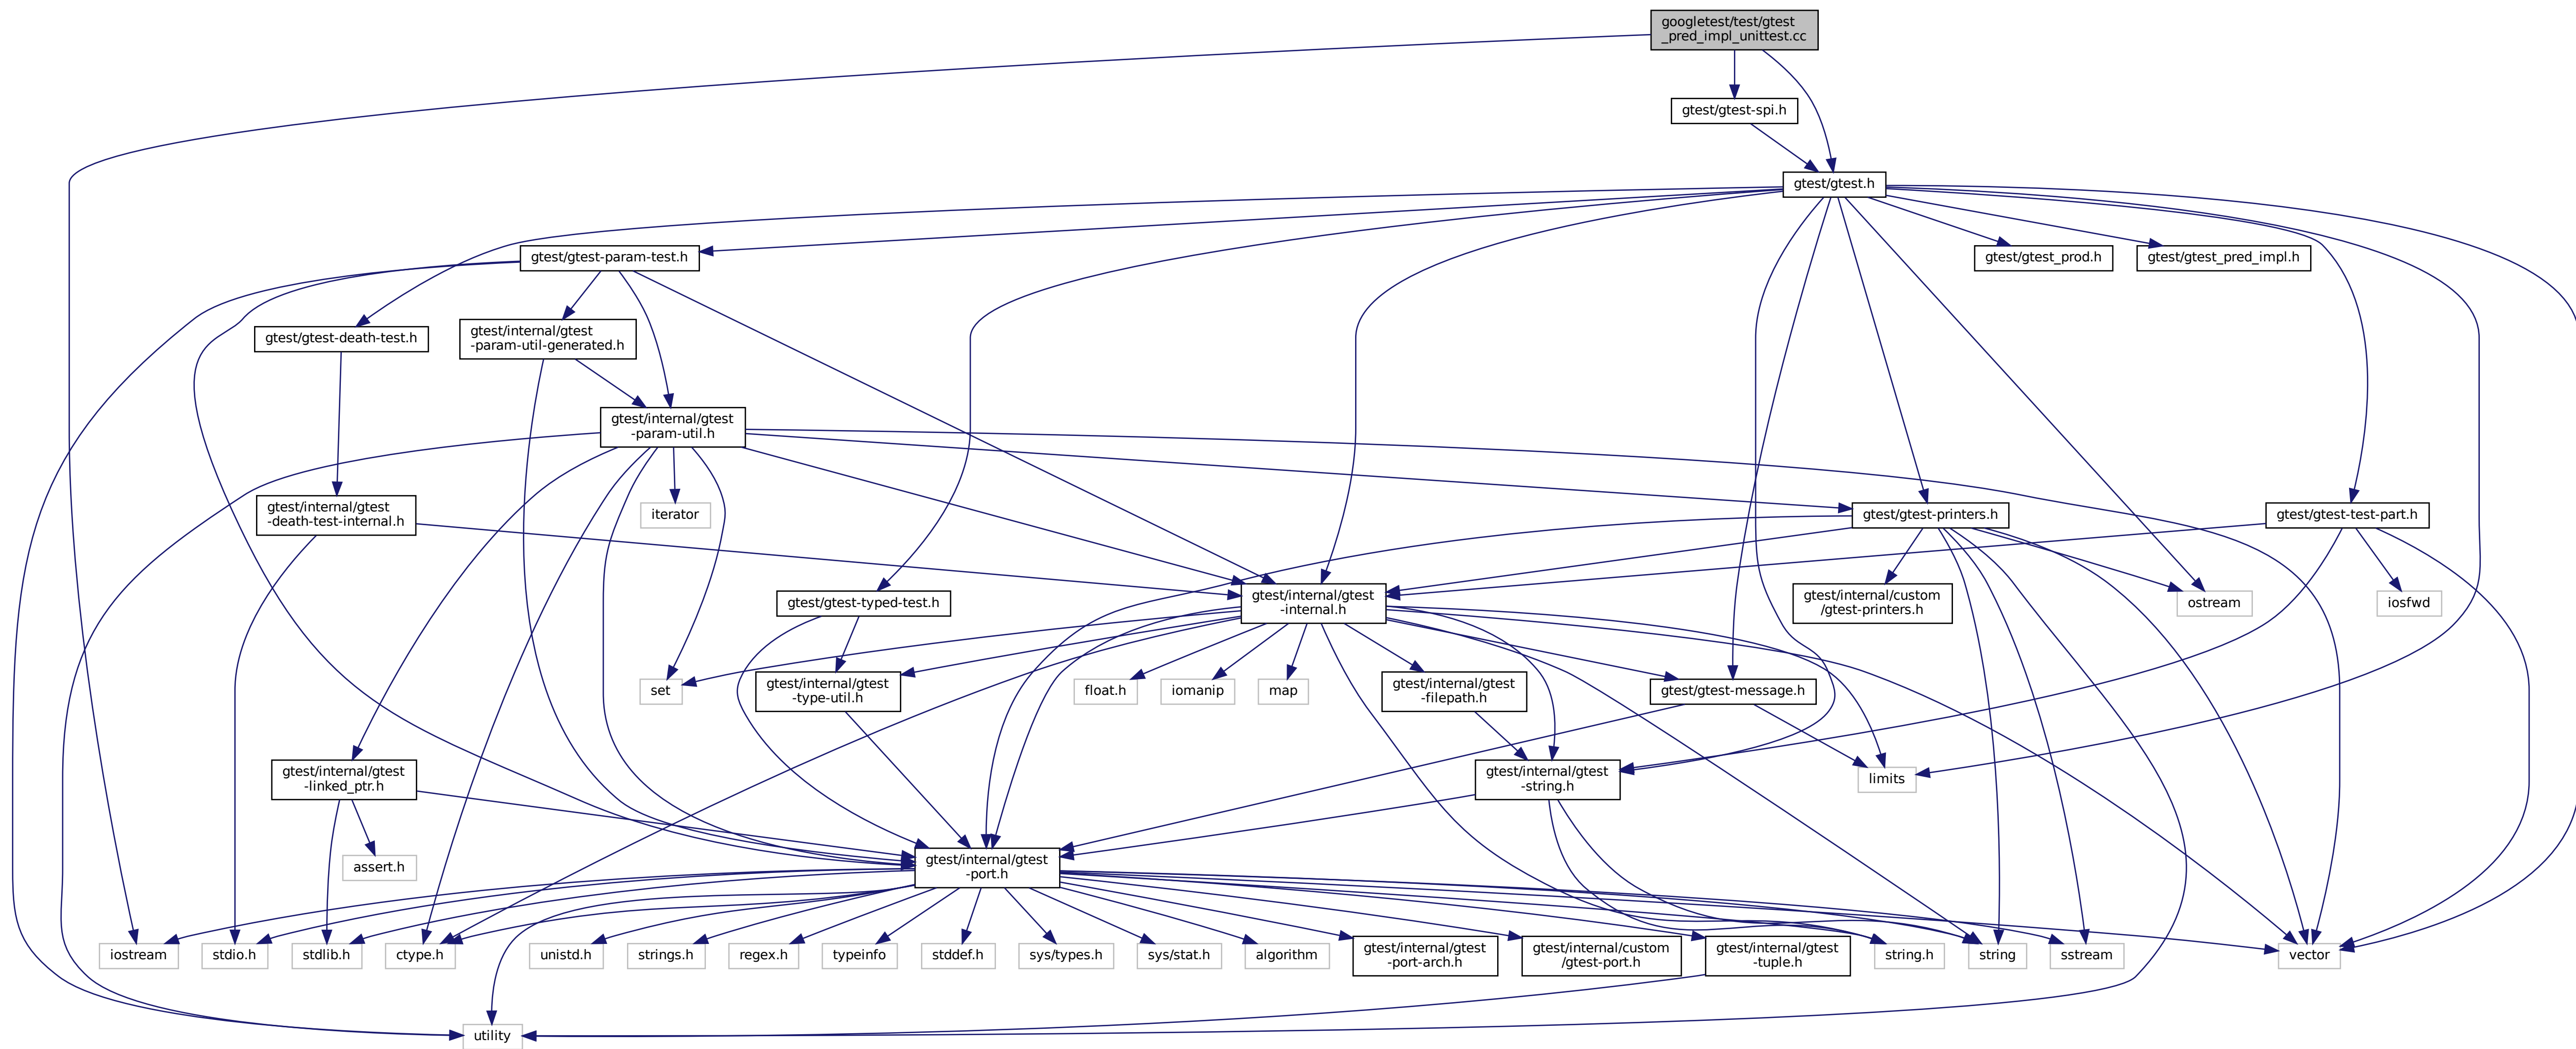 googletest/test/gtest
_pred_impl_unittest.cc
gtest/gtest-spi.h
gtest/gtest.h
gtest/gtest-param-test.h
gtest/gtest_prod.h
gtest/gtest_pred_impl.h
gtest/gtest-death-test.h
gtest/internal/gtest
-param-util-generated.h
gtest/internal/gtest
-param-util.h
gtest/internal/gtest
-death-test-internal.h
iterator
gtest/gtest-printers.h
gtest/gtest-test-part.h
gtest/gtest-typed-test.h
gtest/internal/gtest
-internal.h
gtest/internal/custom
/gtest-printers.h
ostream
iosfwd
set
gtest/internal/gtest
-type-util.h
float.h
iomanip
map
gtest/internal/gtest
-filepath.h
gtest/gtest-message.h
gtest/internal/gtest
-linked_ptr.h
gtest/internal/gtest
-string.h
limits
assert.h
gtest/internal/gtest
-port.h
iostream
stdio.h
stdlib.h
ctype.h
unistd.h
strings.h
regex.h
typeinfo
stddef.h
sys/types.h
sys/stat.h
algorithm
gtest/internal/gtest
-port-arch.h
gtest/internal/custom
/gtest-port.h
gtest/internal/gtest
-tuple.h
string.h
string
sstream
vector
utility